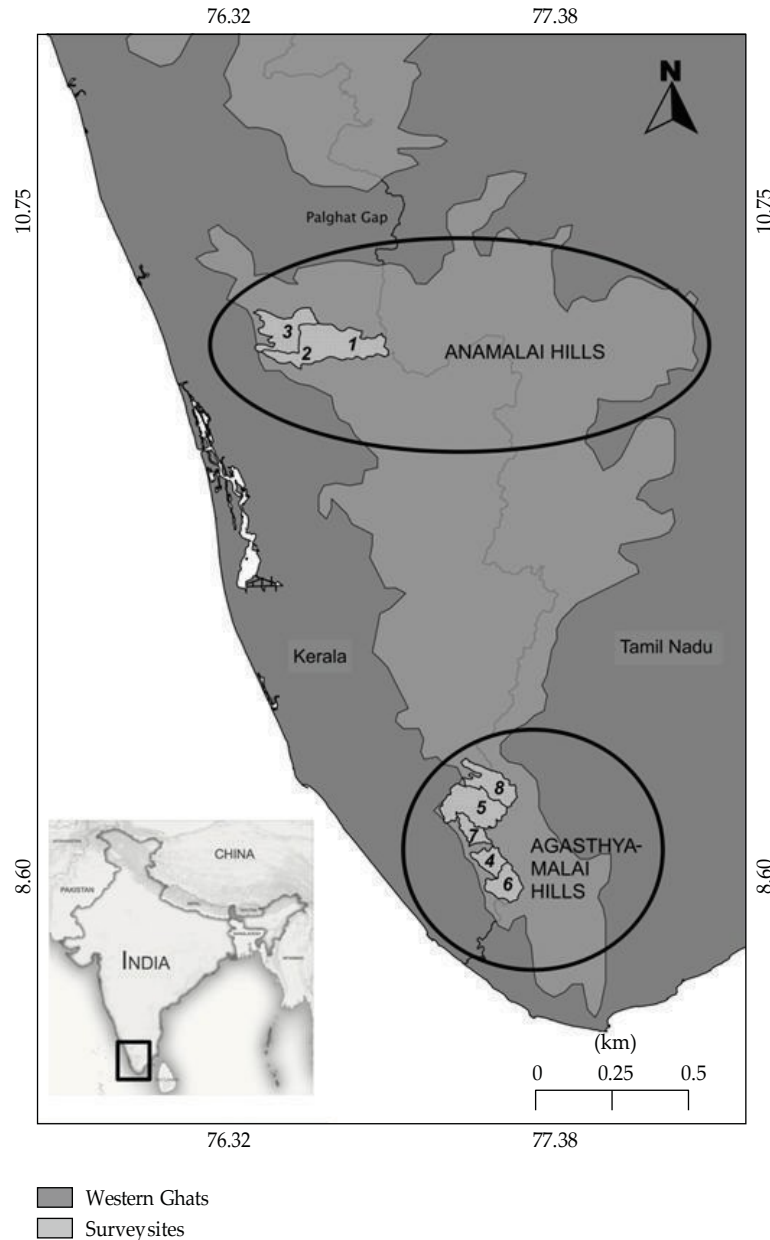 76.32 77.38
N
10.75 10.75
Palghat Gap
3
1
2
ANAMALAI HILLS
Kerala
Tamil Nadu
8
5
7
4
6
AGASTHYA-
MALAI
HILLS
8.60 8.60
CHINA
PAKISTAN
INDIA
(km)
0 0.25 0.5
76.32 77.38
Western Ghats
Survey sites